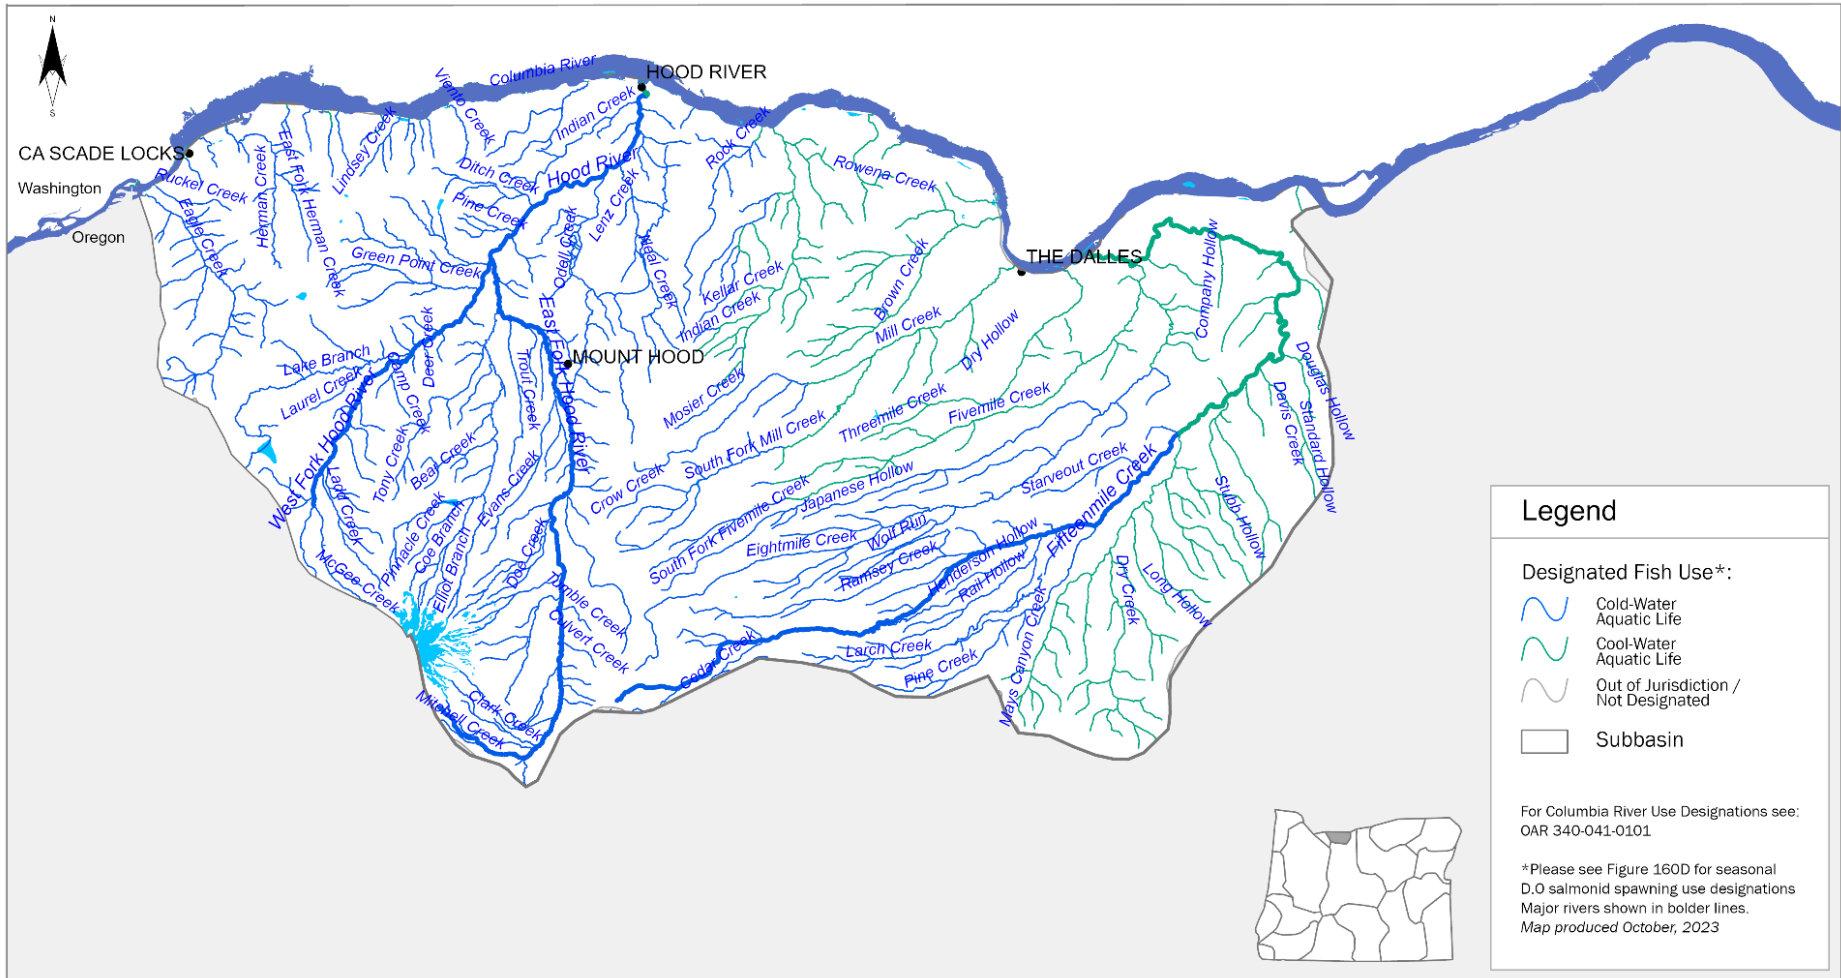 N
S
Columbia River
HOOD RIVER
Viento Creek
Indian Creek
Lindsey Creek
East Fork Herman Creek
Herman Creek
CA SCADE LOCKS
Washington
Oregon
Ruckel Creek
Eagle Creek
Ditch Creek
Hood River
Pine Creek
Lenz Creek
Rock Creek
Rowena Creek
Odell Creek
Neal Creek
Green Point Creek
Kellar Creek
Indian Creek
Brown Creek
Mill Creek
THE DALLES
Dry Hollow
Company Hollow
East Fork Hood River
MOUNT HOOD
Deer Creek
Lake Branch
Laurel Creek
Camp Creek
Trout Creek
West Fork Hood River
Mosier Creek
South Fork Mill Creek
Threemile Creek
Fivemile Creek
Douglas Hollow
Davis Creek
Standard Hollow
Tony Creek
Bear Creek
Evans Creek
Crow Creek
Ladd Creek
Pinnacle Creek
Coe Branch
Elliot Branch
Doe Creek
McGee Creek
South Fork Fivemile Creek
Japanese Hollow
Starveout Creek
Fifteenmile Creek
Stubb Hollow
Eightmile Creek
Wolf Run
Ramsey Creek
Henderson Hollow
Rail Hollow
Dry Creek
Long Hollow
Tumble Creek
Culvert Creek
Cedar Creek
Larch Creek
Pine Creek
Mays Canyon Creek
Clark Creek
Mitchell Creek
Legend
Designated Fish Use*:
Cold-Water
Aquatic Life
Cool-Water
Aquatic Life
Out of Jurisdiction /
Not Designated
Subbasin
For Columbia River Use Designations see:
OAR 340-041-0101
*Please see Figure 160D for seasonal
D.O salmonid spawning use designations
Major rivers shown in bolder lines.
Map produced October, 2023